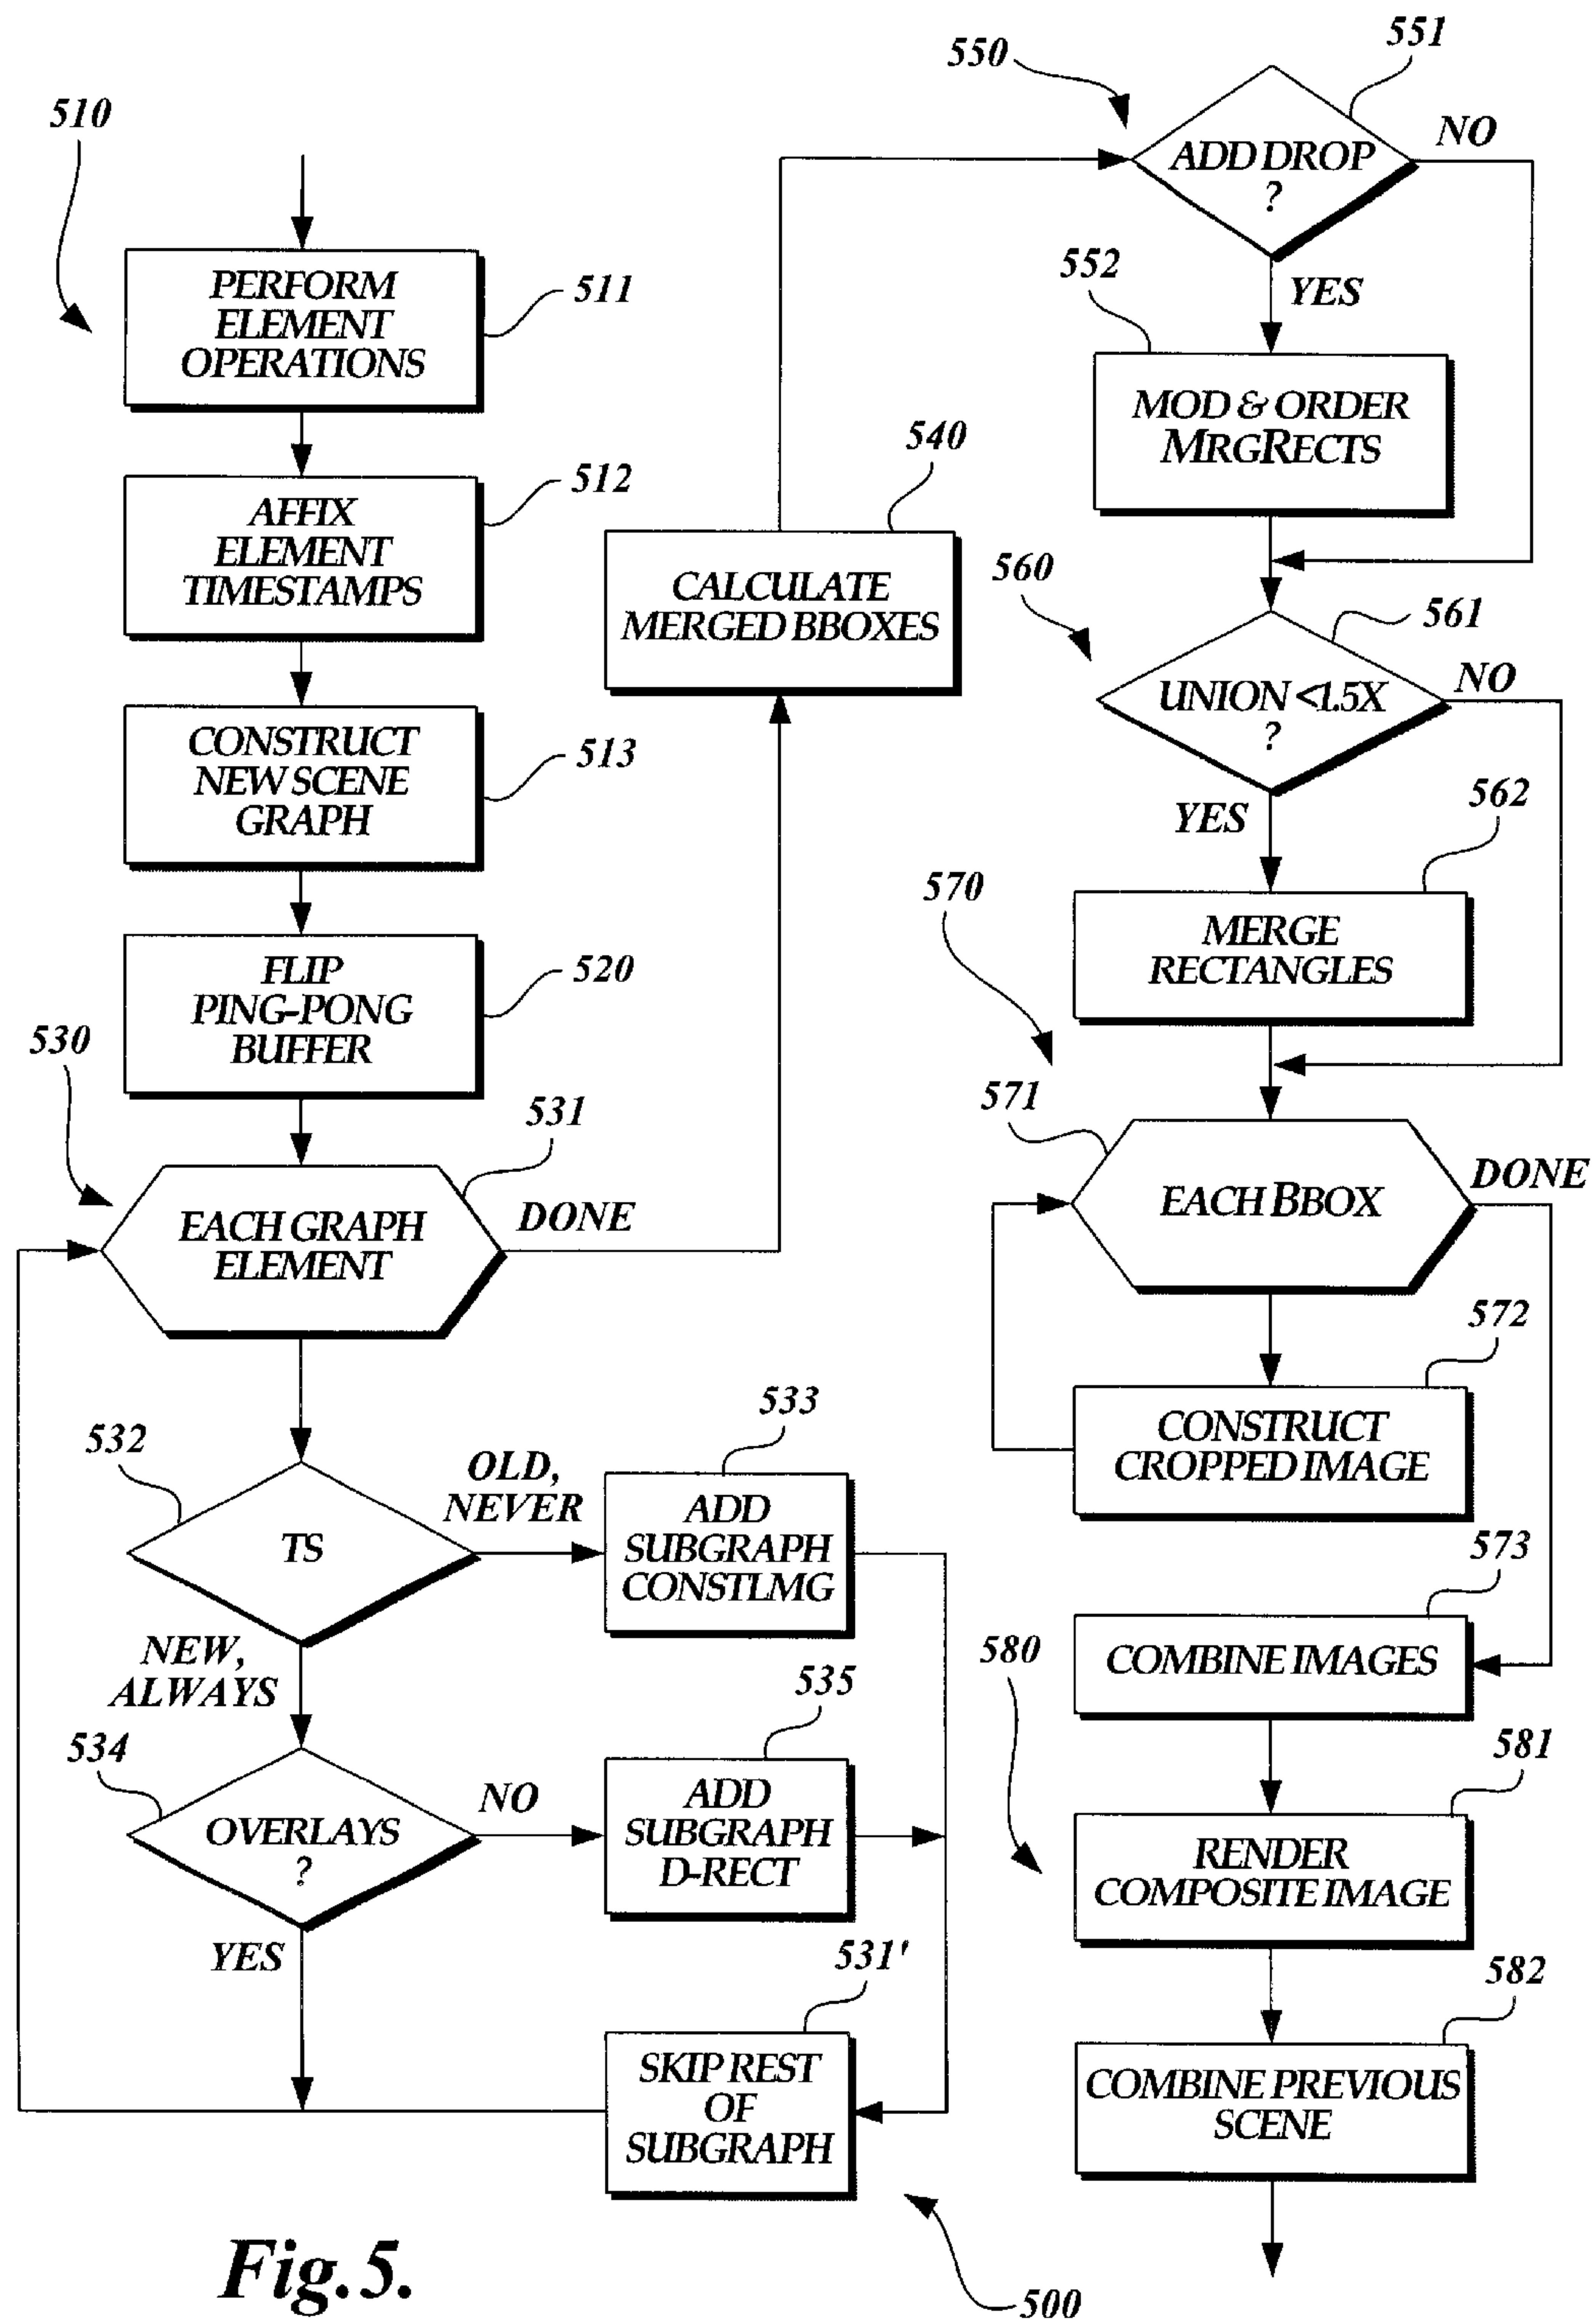 510
PERFORM
ELEMENT
OPERATIONS
511
AFFIX
ELEMENT
TIMESTAMPS
512
CONSTRUCT
NEW SCENE
GRAPH
513
FLIP
PING-PONG
BUFFER
520
530
531
EACH GRAPH
ELEMENT
DONE
532
TS
OLD,
NEVER
533
ADD
SUBGRAPH
CONSTLMG
NEW,
ALWAYS
534
OVERLAYS
?
NO
535
ADD
SUBGRAPH
D-RECT
YES
531'
SKIP REST
OF
SUBGRAPH
540
CALCULATE
MERGED BBOXES
550
551
ADD DROP
?
NO
YES
552
MOD & ORDER
MRGRECTS
560
561
UNION <1.5X
?
NO
YES
562
MERGE
RECTANGLES
570
571
EACH BBOX
DONE
572
CONSTRUCT
CROPPED IMAGE
573
COMBINE IMAGES
580
581
RENDER
COMPOSITE IMAGE
582
COMBINE PREVIOUS
SCENE
500
Fig.5.